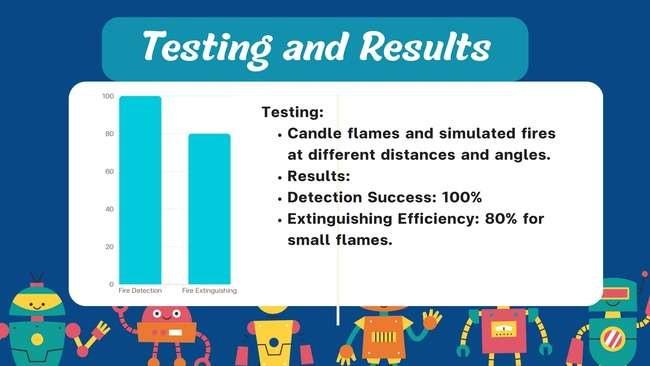 Testing and Results
100
80
60
40
20
0
Fire Detection
Fire Extinguishing
Testing:
• Candle flames and simulated fires
at different distances and angles.
• Results:
• Detection Success: 100%
• Extinguishing Efficiency: 80% for
small flames.